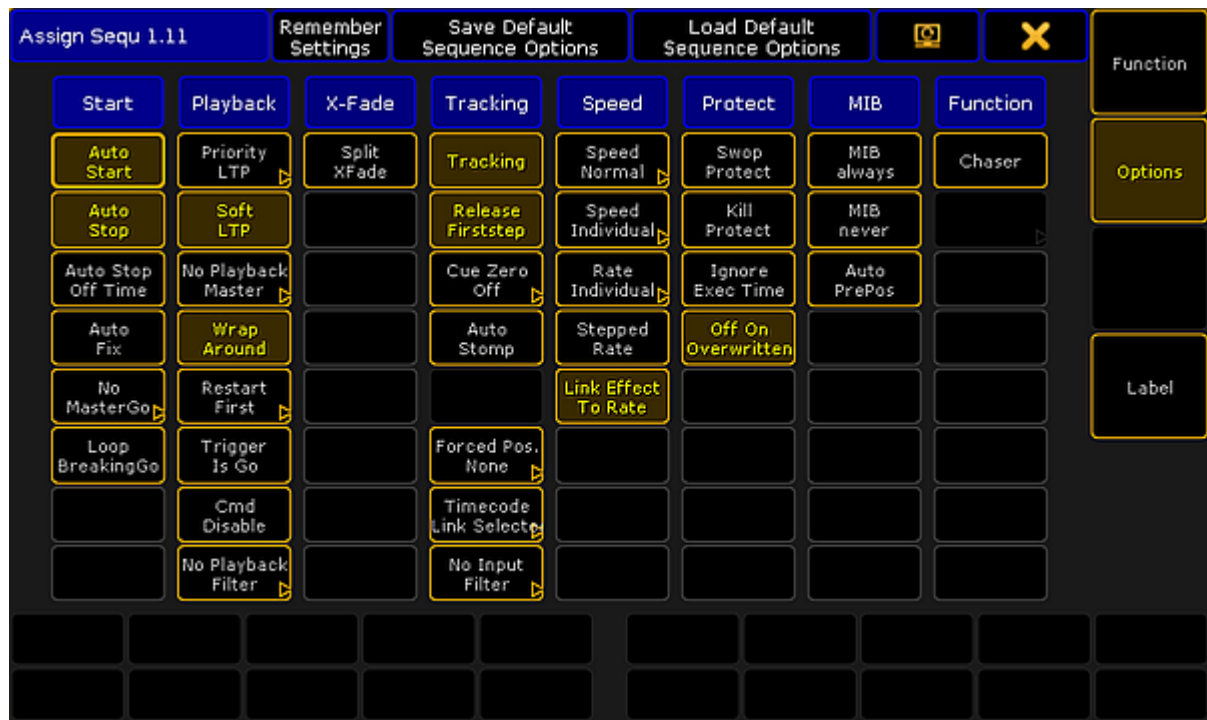 Assign Sequ 1.11
Remember
Settings
Save Default
Sequence Options
Load Default
Sequence Options
Function
Start
Playback
X-Fade
Tracking
Speed
Protect
MIB
Function
Auto
Start
Priority
LTP
Split
XFade
Tracking
Speed
Normal
Swop
Protect
MIB
always
Chaser
Options
Auto
Stop
Soft
LTP
Release
Firststep
Speed
Individual
Kill
Protect
MIB
never
Auto Stop
Off Time
No Playback
Master
Cue Zero
Off
Rate
Individual
Ignore
Exec Time
Auto
PrePos
Auto
Fix
Wrap
Around
Auto
Stomp
Stepped
Rate
Off On
Overwritten
No
MasterGo
Restart
First
Link Effect
To Rate
Label
Loop
BreakingGo
Trigger
Is Go
Forced Pos.
None
Cmd
Disable
Timecode
Link Selecte
No Playback
Filter
No Input
Filter